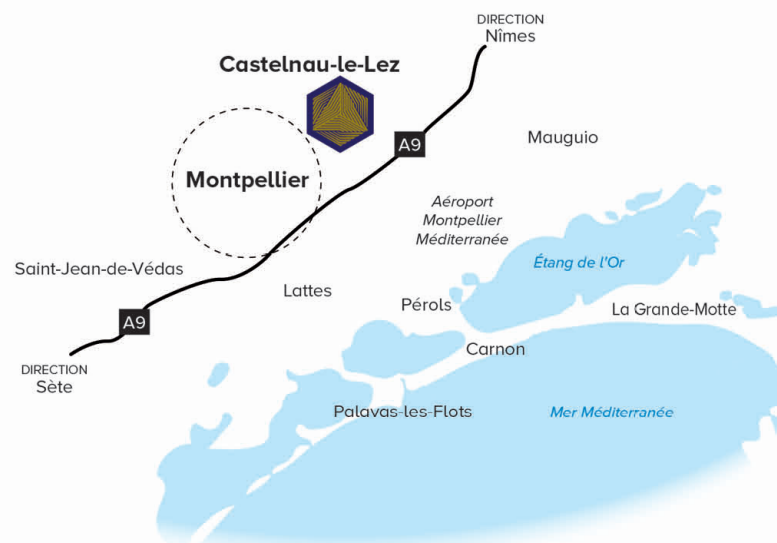 DIRECTION
Nîmes
Castelnau-le-Lez
A9
Mauguio
Montpellier
Aéroport
Montpellier
Méditerranée
Étang de l'Or
Saint-Jean-de-Védas
Lattes
Pérols
La Grande-Motte
A9
Carnon
DIRECTION
Sète
Palavas-les-Flots
Mer Méditerranée